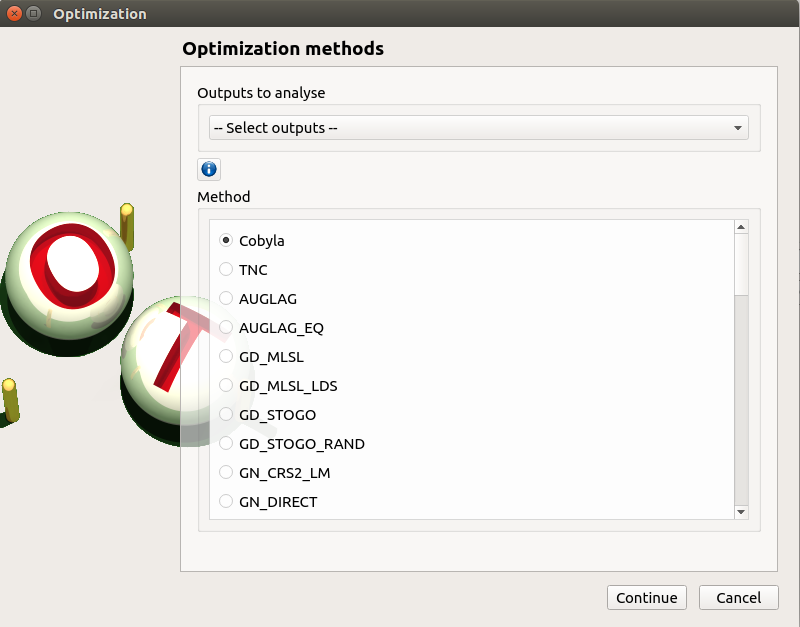 Optimization
Optimization methods
Outputs to analyse
-- Select outputs --
Method
Cobyla
TNC
AUGLAG
AUGLAG_EQ
GD_MLSL
GD_MLSL_LDS
GD_STOGO
GD_STOGO_RAND
GN_CRS2_LM
GN_DIRECT
O
T
Continue
Cancel